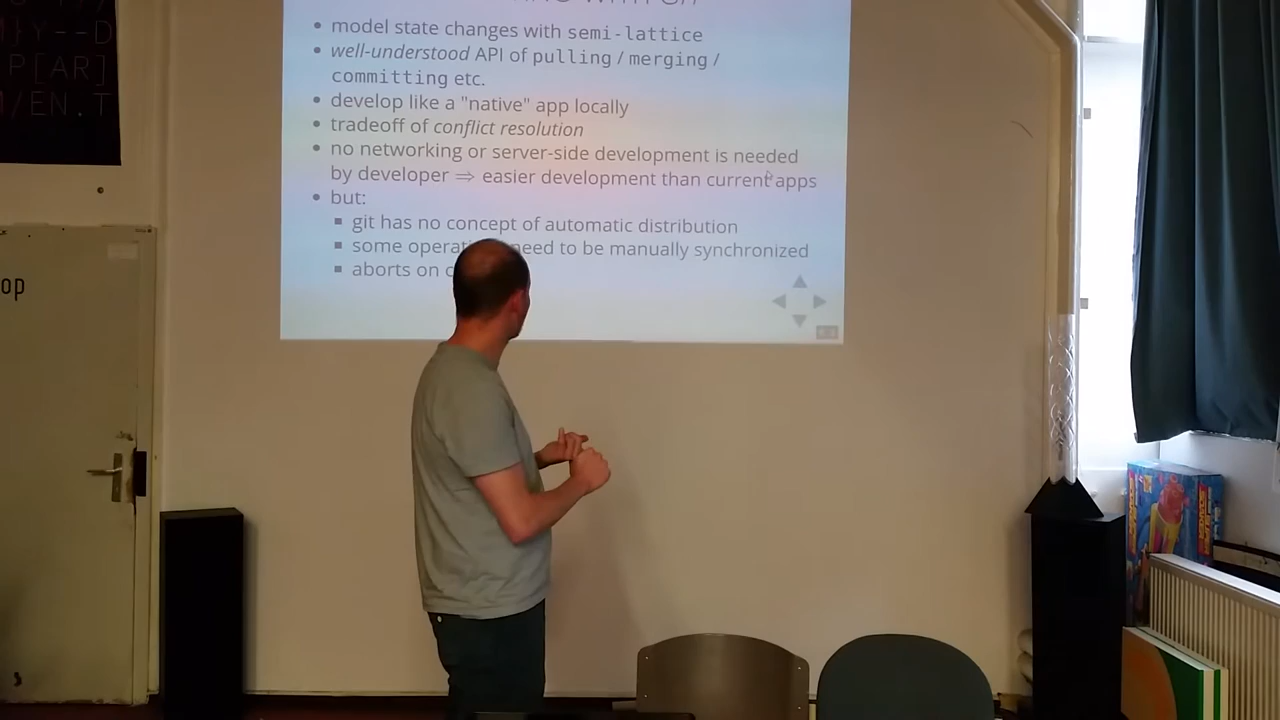 • model state changes with semi-lattice
• well-understood API of pulling / merging /
committing etc.
• develop like a "native" app locally
• tradeoff of conflict resolution
• no networking or server-side development is needed
by developer ⇒ easier development than current apps
• but:
▪ git has no concept of automatic distribution
▪ some operati need to be manually synchronized
▪ aborts on c
}Y--D
P[AR]
/EN.T
op